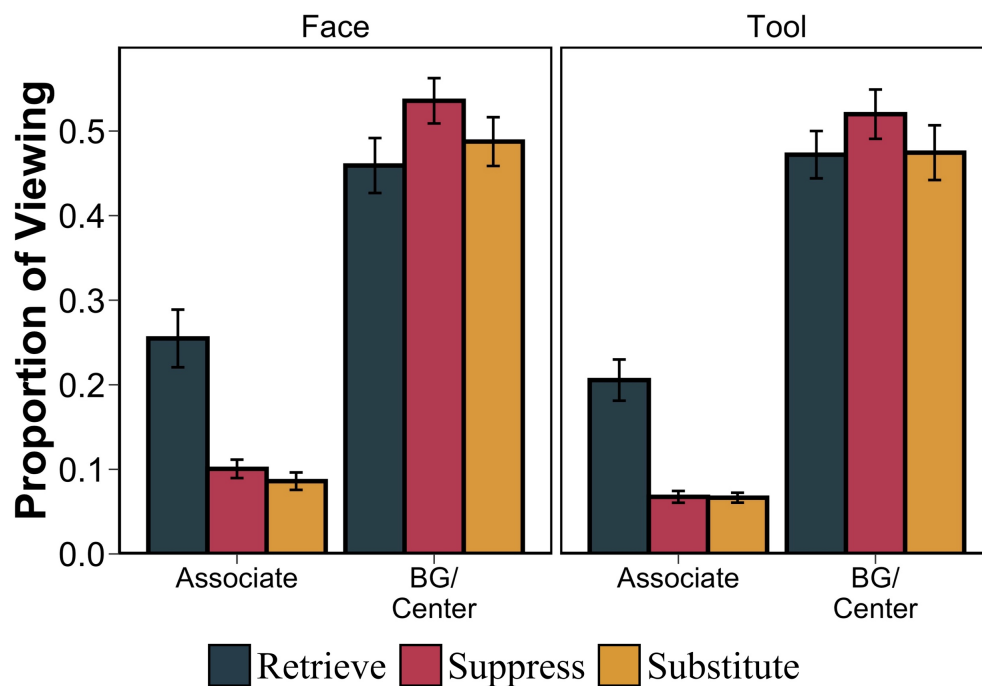 Face
Tool
Proportion of Viewing
0.5
0.4
0.3
0.2
0.1
0.0
Associate
BG/
Center
Associate
BG/
Center
Retrieve Suppress Substitute